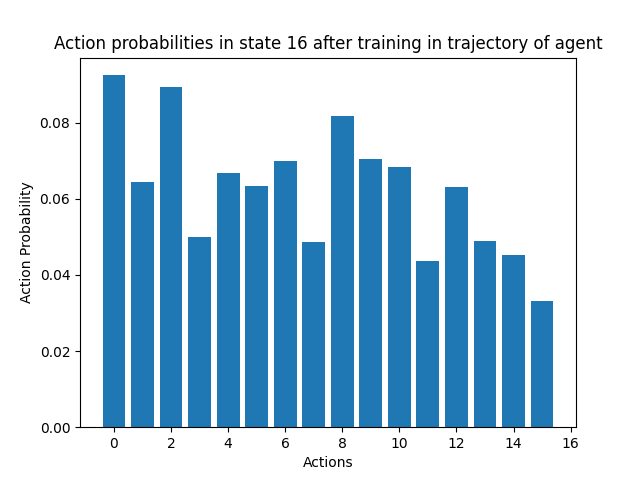 Action probabilities in state 16 after training in trajectory of agent
0.08
0.06
0.04
0.02
0.00
Action Probability
0 2 4 6 8 10 12 14 16
Actions